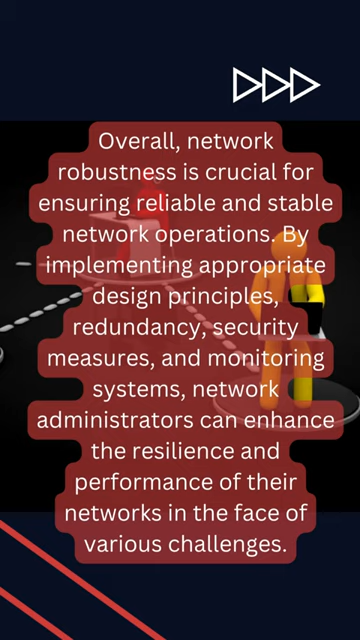 Overall, network
robustness is crucial for
ensuring reliable and stable
network operations. By
implementing appropriate
design principles,
redundancy, security
measures, and monitoring
systems, network
administrators can enhance
the resilience and
performance of their
networks in the face of
various challenges.